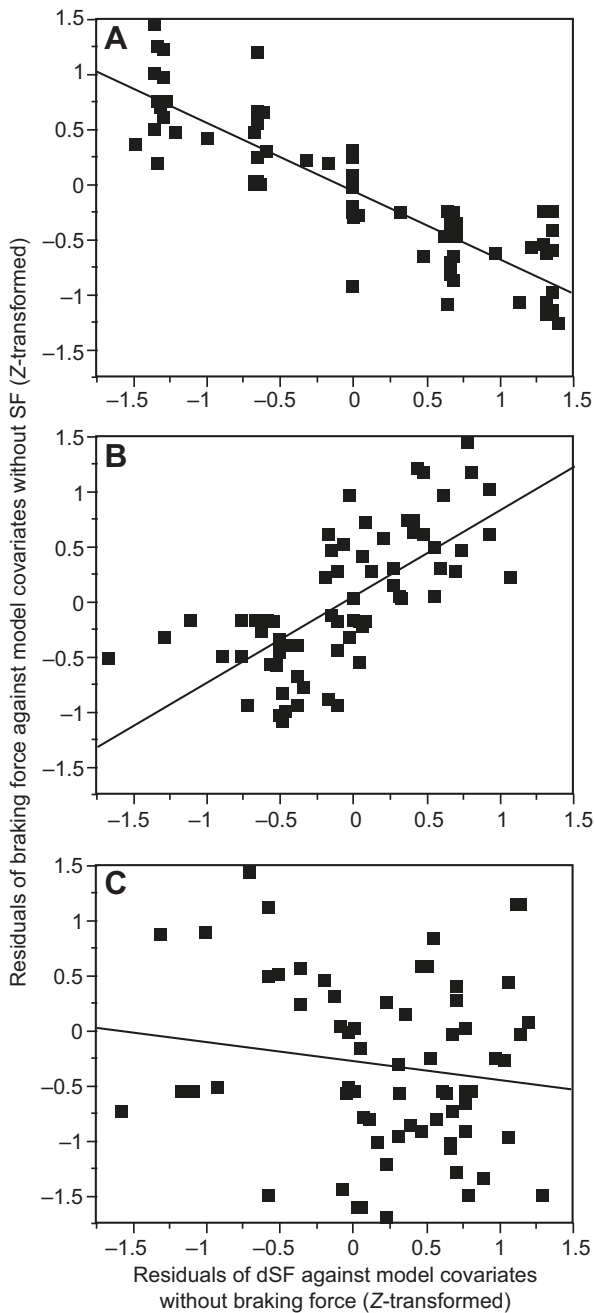 Residuals of braking force against model covariates without SF (Z-transformed)
A
1.5
1
0.5
0
–0.5
–1
–1.5
–1.5 –1 –0.5 0 0.5 1 1.5
B
1.5
1
0.5
0
–0.5
–1
–1.5
–1.5 –1 –0.5 0 0.5 1 1.5
C
1.5
1
0.5
0
–0.5
–1
–1.5
–1.5 –1 –0.5 0 0.5 1 1.5
Residuals of dSF against model covariates
without braking force (Z-transformed)